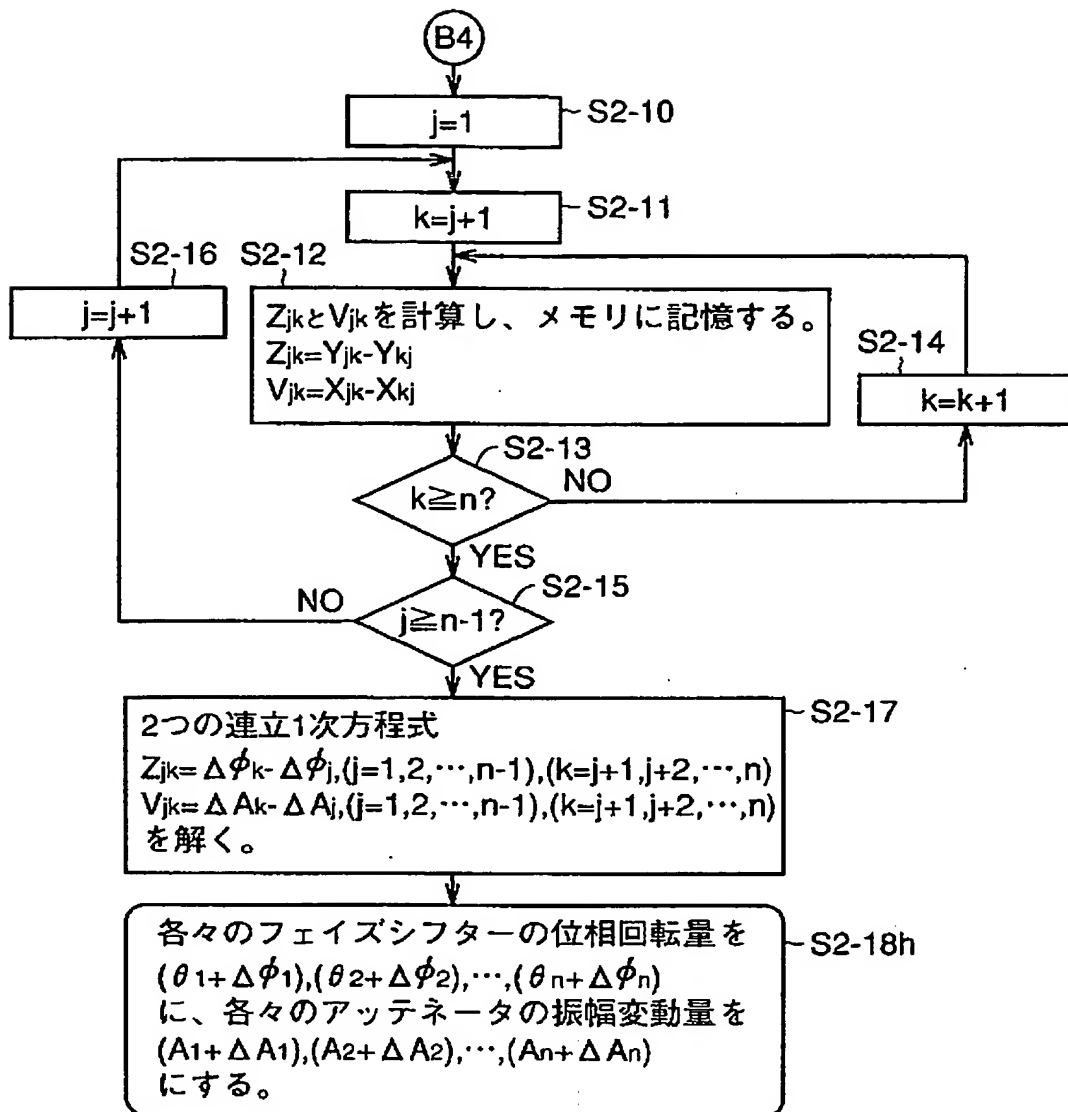 B4
j=1
S2-10
k=j+1
S2-11
S2-16
S2-12
j=j+1
ZjkとVjkを計算し、メモリに記憶する。
Zjk=Yjk-Ykj
Vjk=Xjk-Xkj
S2-14
k=k+1
S2-13
k≧n?
NO
YES
S2-15
NO
j≧n-1?
YES
S2-17
2つの連立1次方程式
Zjk=Δϕk-Δϕj,(j=1,2,…,n-1),(k=j+1,j+2,…,n)
Vjk=ΔAk-ΔAj,(j=1,2,…,n-1),(k=j+1,j+2,…,n)
を解く。
S2-18h
各々のフェイズシフターの位相回転量を
(θ1+Δϕ1),(θ2+Δϕ2),…,(θn+Δϕn)
に、各々のアッテネータの振幅変動量を
(A1+ΔA1),(A2+ΔA2),…,(An+ΔAn)
にする。